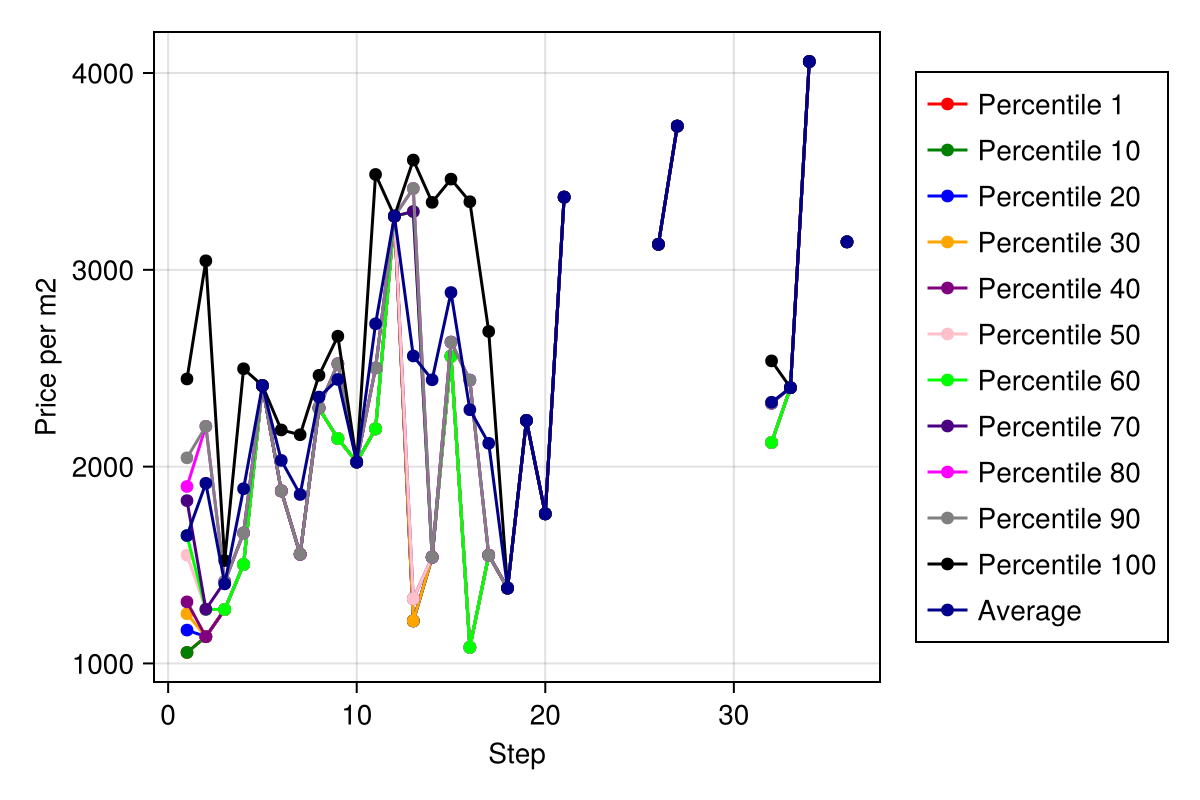 4000
3000
2000
1000
Price per m2
0 10 20 30
Step
Percentile 1
Percentile 10
Percentile 20
Percentile 30
Percentile 40
Percentile 50
Percentile 60
Percentile 70
Percentile 80
Percentile 90
Percentile 100
Average